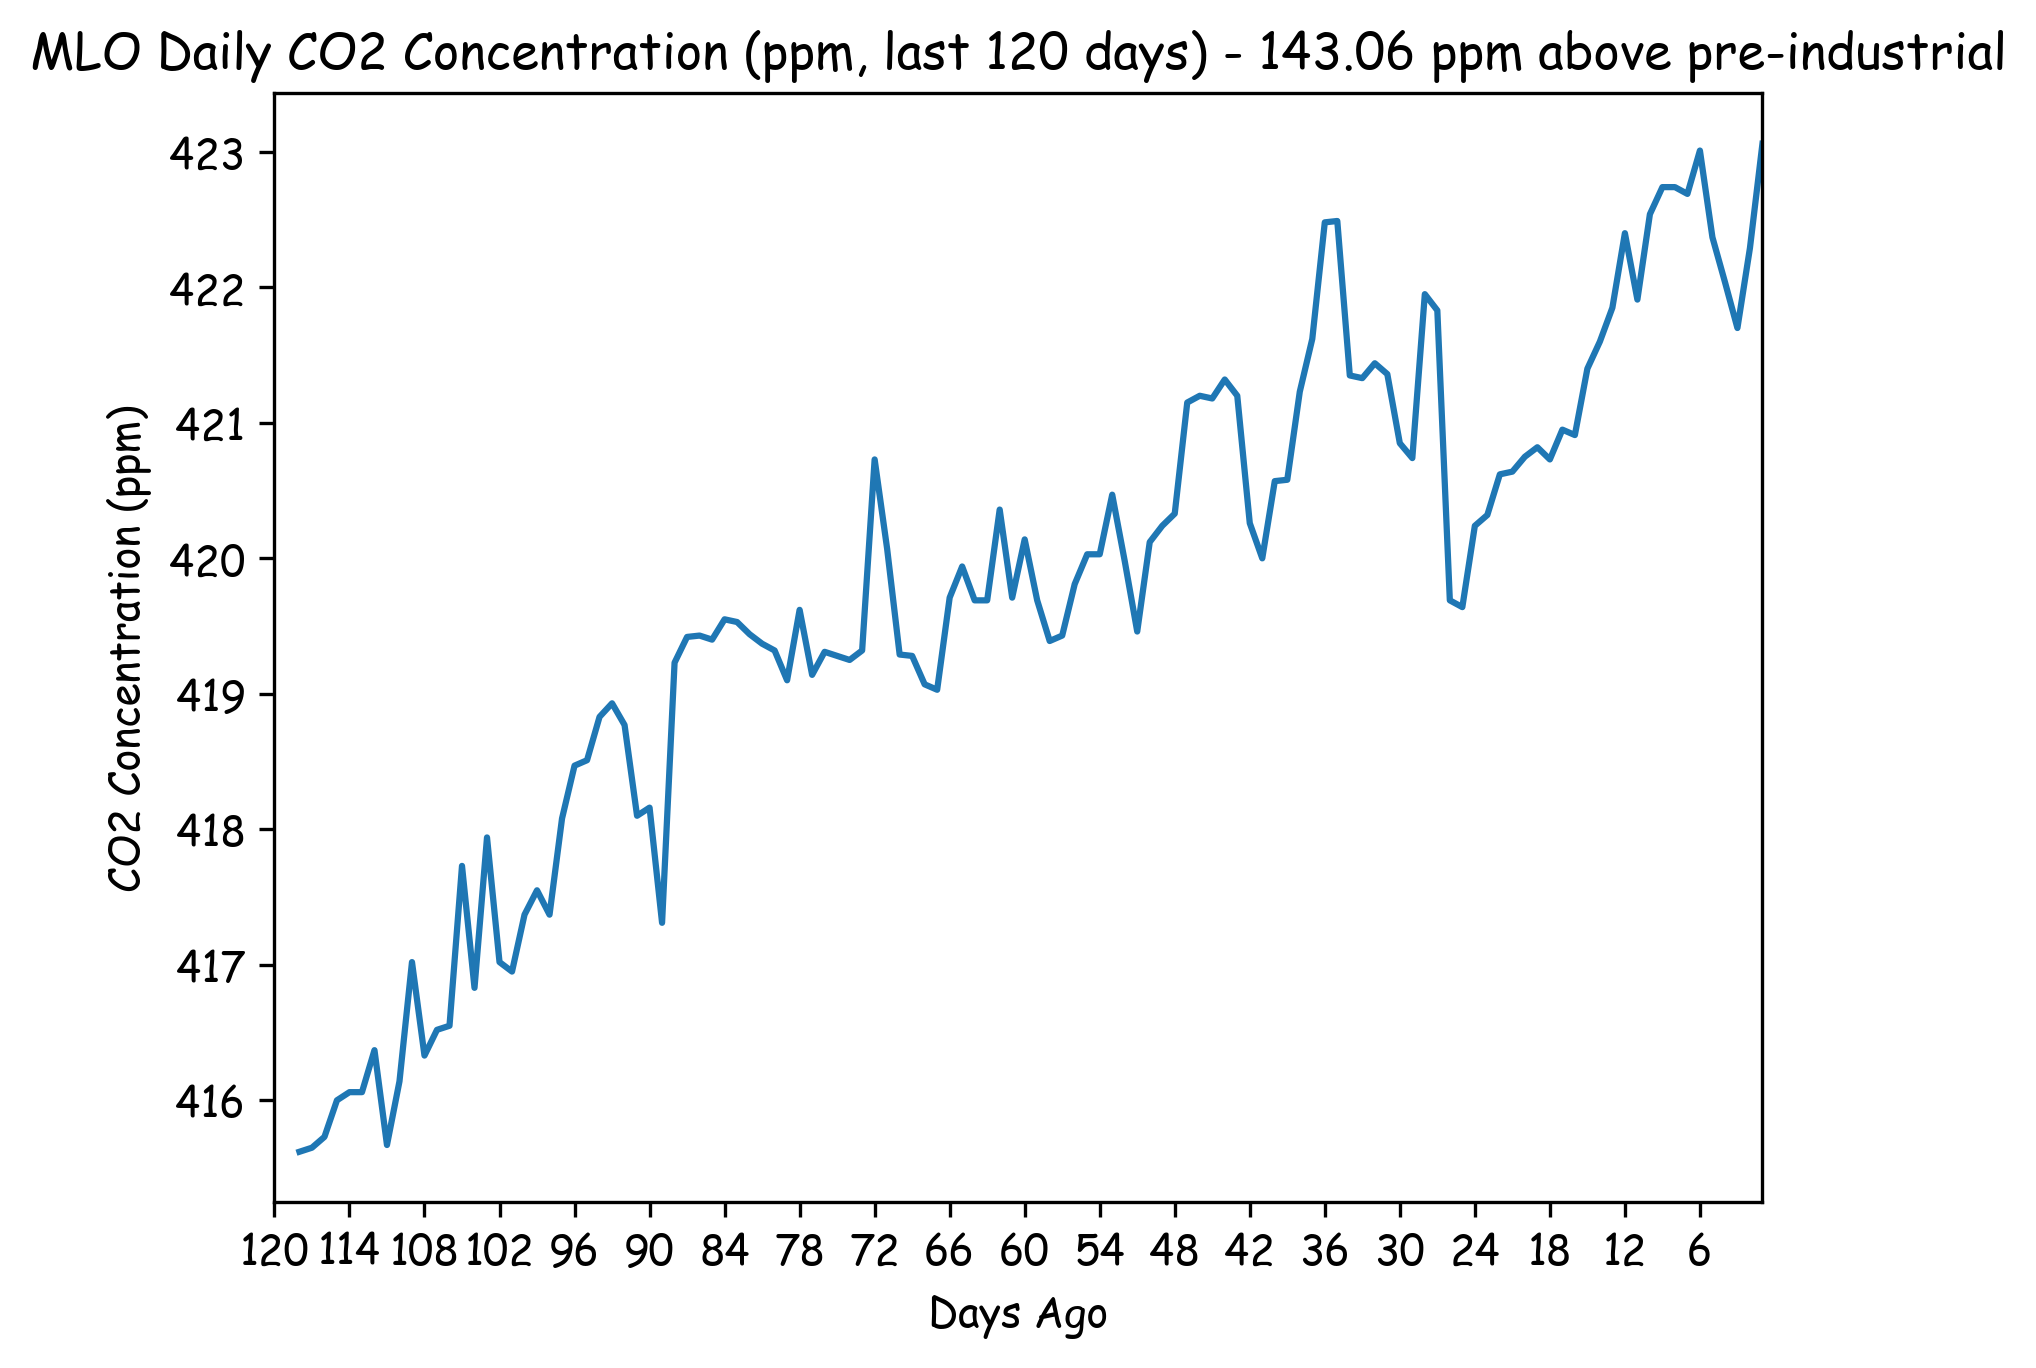 MLO Daily CO2 Concentration (ppm, last 120 days) - 143.06 ppm above pre-industrial
423
422
421
420
419
418
417
416
CO2 Concentration (ppm)
120 114 108 102 96 90 84 78 72 66 60 54 48 42 36 30 24 18 12 6
Days Ago